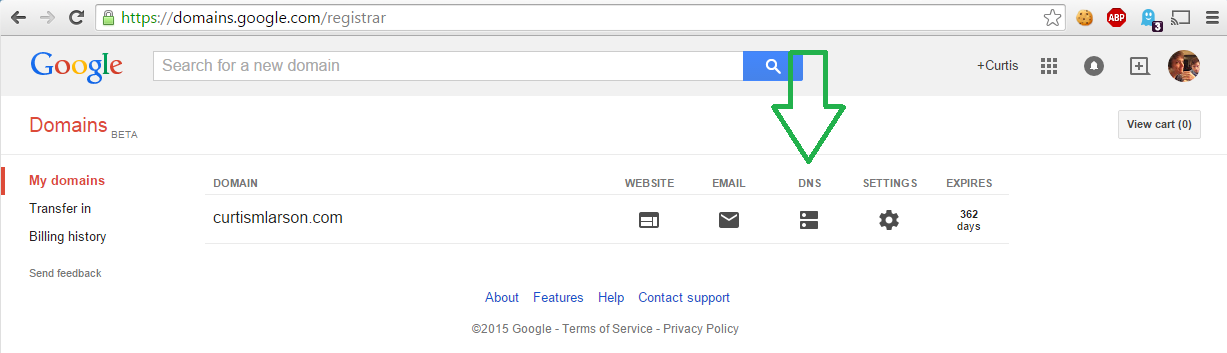 https://domains.google.com/registrar
ABP
3
Google
Search for a new domain
+Curtis
Domains BETA
View cart (0)
My domains
Transfer in
Billing history
Send feedback
DOMAIN WEBSITE EMAIL DNS SETTINGS EXPIRES
curtismlarson.com 362
days
About Features Help Contact support
©2015 Google - Terms of Service - Privacy Policy